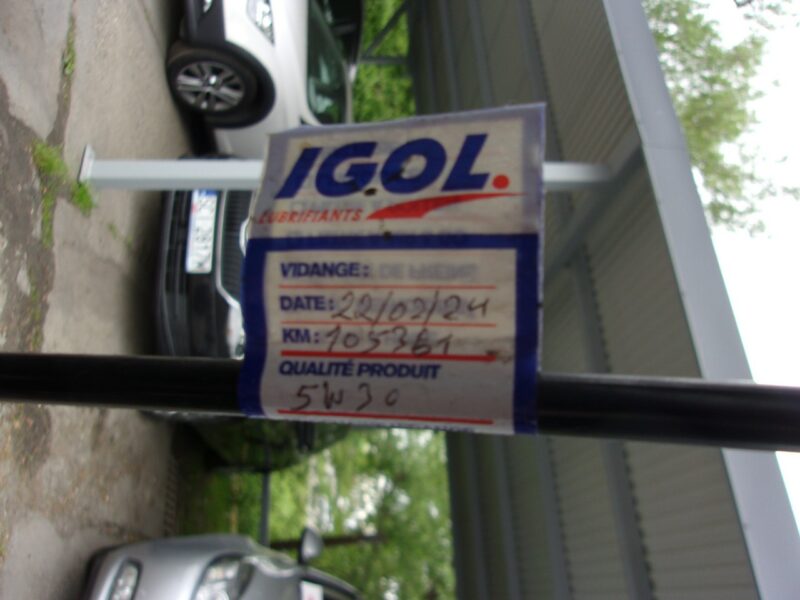 IGOL.
LUBRIFIANTS
VIDANGE:
DATE: 22/02/24
KM: 105361
QUALITÉ PRODUIT
5W30